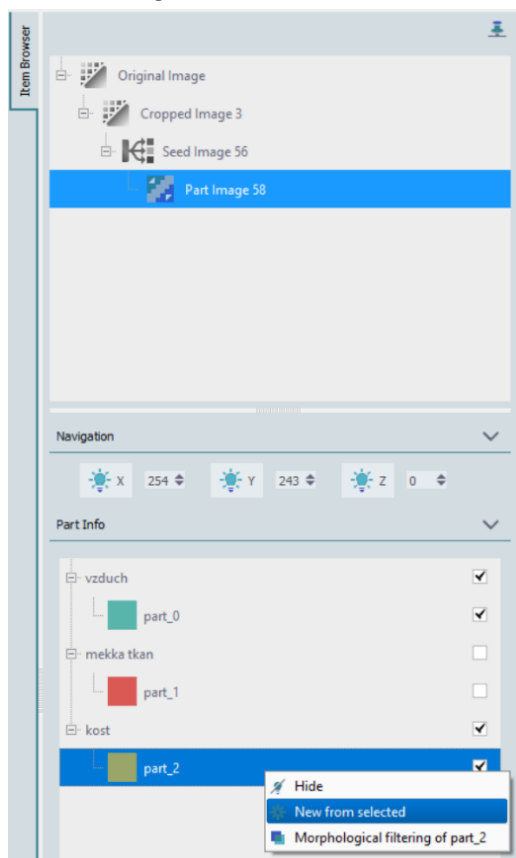 Item Browser
Original Image
Cropped Image 3
Seed Image 56
Part Image 58
Navigation
X 254 Y 243 Z 0
Part Info
vzduch
part_0
mekka tkan
part_1
kost
part_2
Hide
New from selected
Morphological filtering of part_2